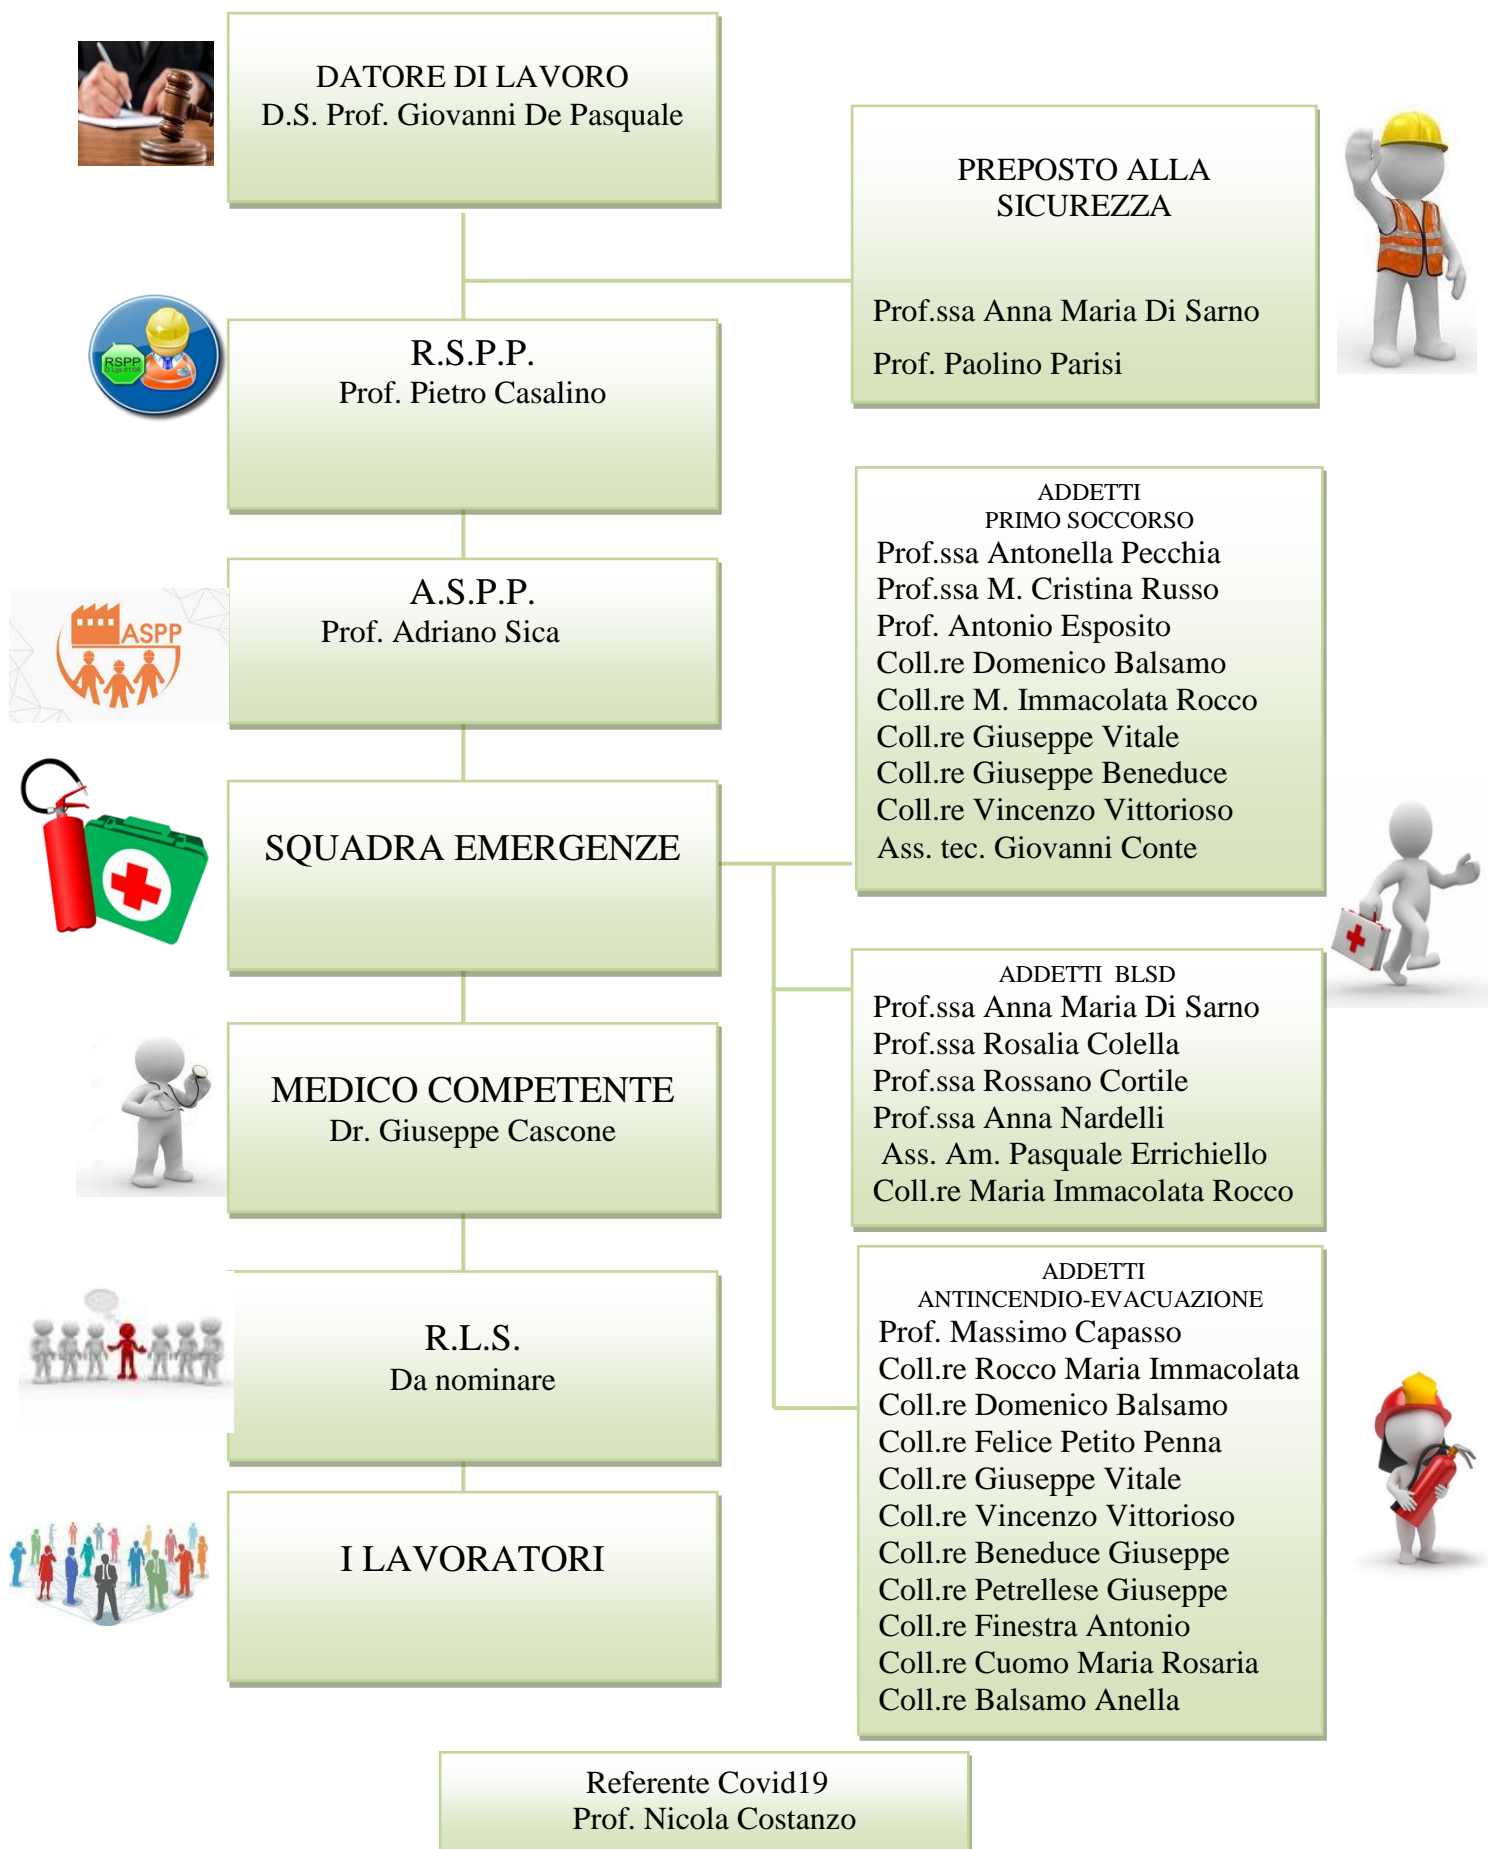 DATORE DI LAVORO
D.S. Prof. Giovanni De Pasquale
PREPOSTO ALLA
SICUREZZA
Prof.ssa Anna Maria Di Sarno
Prof. Paolino Parisi
RSPP
D.Lgs 81/08
R.S.P.P.
Prof. Pietro Casalino
ASPP
A.S.P.P.
Prof. Adriano Sica
SQUADRA EMERGENZE
ADDETTI
PRIMO SOCCORSO
Prof.ssa Antonella Pecchia
Prof.ssa M. Cristina Russo
Prof. Antonio Esposito
Coll.re Domenico Balsamo
Coll.re M. Immacolata Rocco
Coll.re Giuseppe Vitale
Coll.re Giuseppe Beneduce
Coll.re Vincenzo Vittorioso
Ass. tec. Giovanni Conte
ADDETTI BLSD
Prof.ssa Anna Maria Di Sarno
Prof.ssa Rosalia Colella
Prof.ssa Rossano Cortile
Prof.ssa Anna Nardelli
Ass. Am. Pasquale Errichiello
Coll.re Maria Immacolata Rocco
MEDICO COMPETENTE
Dr. Giuseppe Cascone
ADDETTI
ANTINCENDIO-EVACUAZIONE
Prof. Massimo Capasso
Coll.re Rocco Maria Immacolata
Coll.re Domenico Balsamo
Coll.re Felice Petito Penna
Coll.re Giuseppe Vitale
Coll.re Vincenzo Vittorioso
Coll.re Beneduce Giuseppe
Coll.re Petrellese Giuseppe
Coll.re Finestra Antonio
Coll.re Cuomo Maria Rosaria
Coll.re Balsamo Anella
R.L.S.
Da nominare
I LAVORATORI
Referente Covid19
Prof. Nicola Costanzo